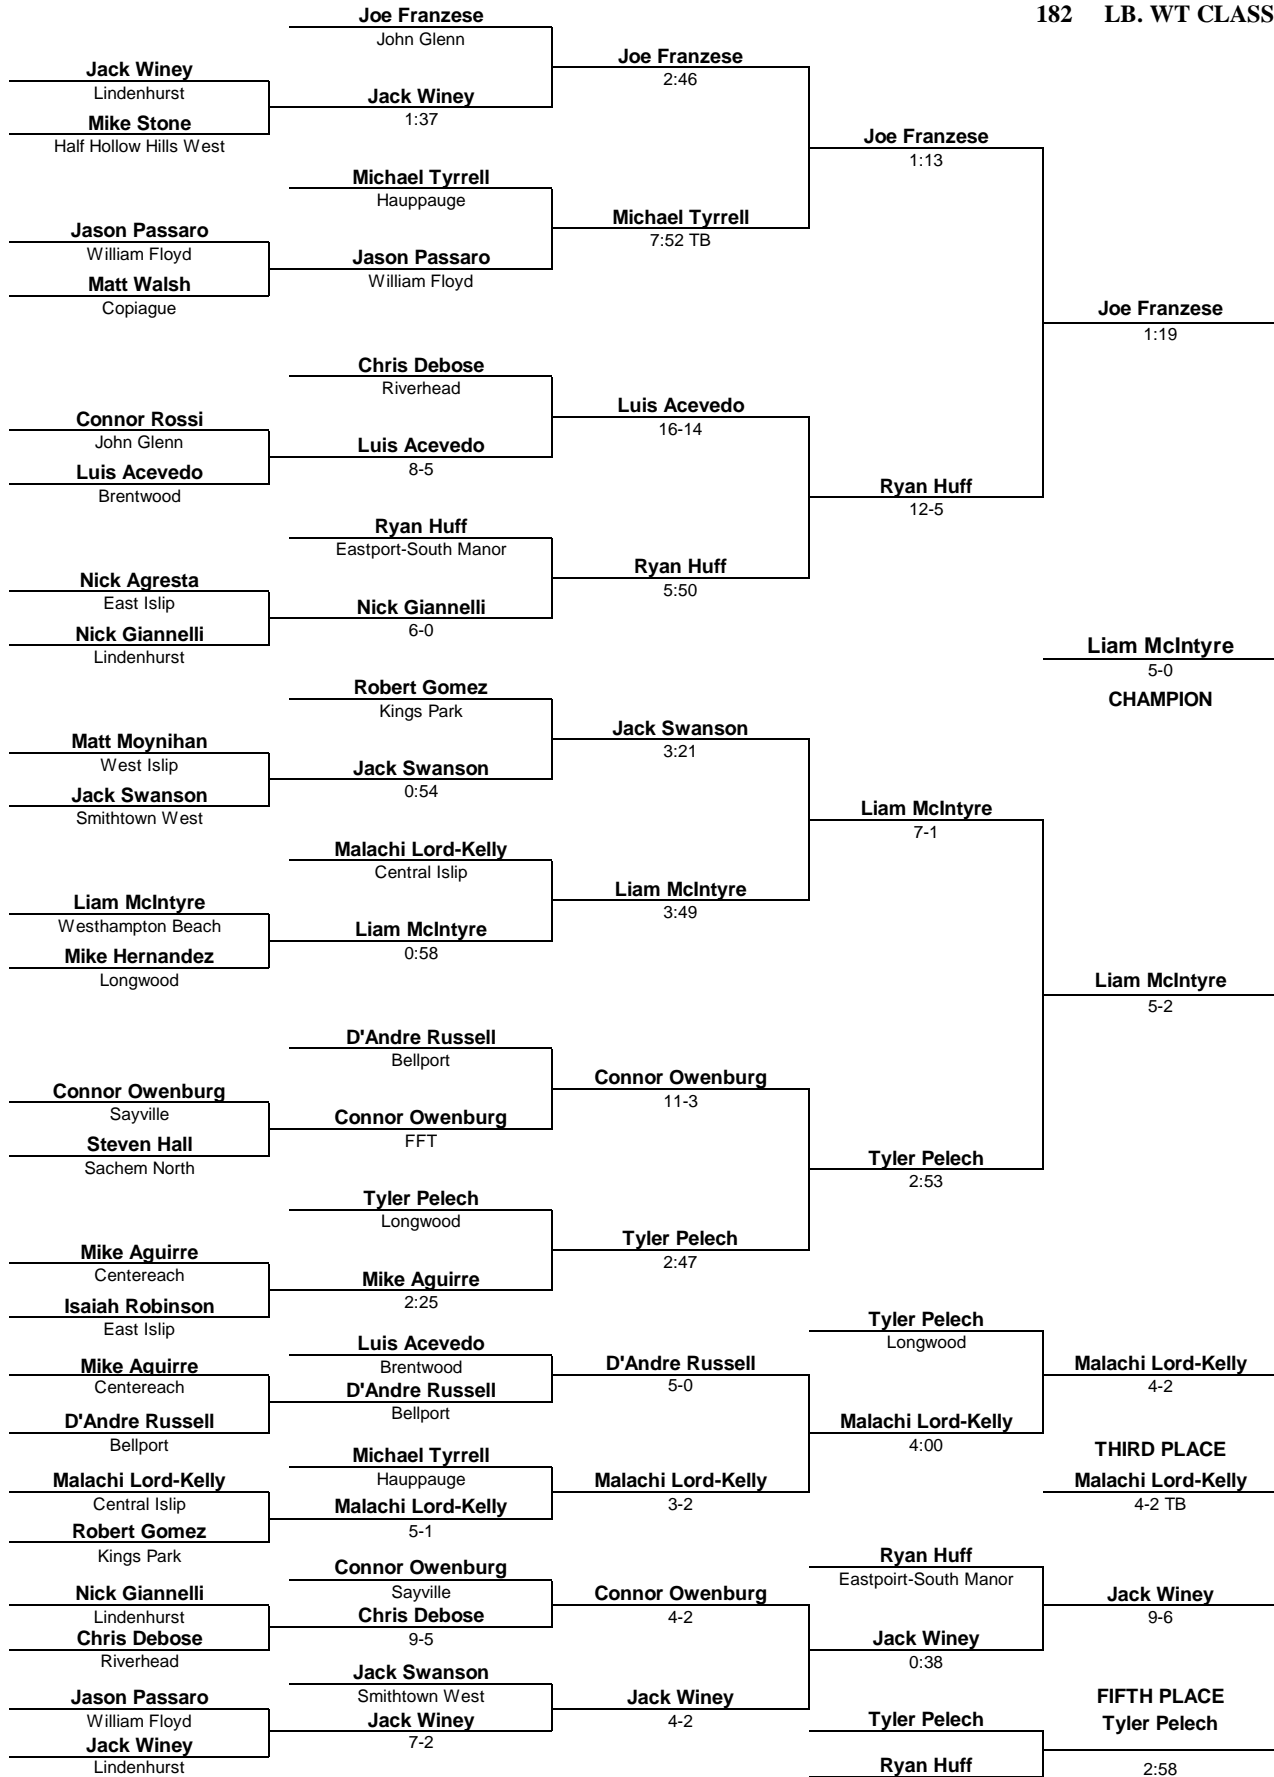 182 LB. WT CLASS
Joe Franzese
John Glenn
Jack Winey
Lindenhurst
Mike Stone
Half Hollow Hills West
Jack Winey
1:37
Joe Franzese
2:46
Michael Tyrrell
Hauppauge
Jason Passaro
William Floyd
Matt Walsh
Copiague
Jason Passaro
William Floyd
Michael Tyrrell
7:52 TB
Joe Franzese
1:13
Chris Debose
Riverhead
Connor Rossi
John Glenn
Luis Acevedo
Brentwood
Luis Acevedo
8-5
Luis Acevedo
16-14
Ryan Huff
Eastport-South Manor
Nick Agresta
East Islip
Nick Giannelli
Lindenhurst
Nick Giannelli
6-0
Ryan Huff
5:50
Ryan Huff
12-5
Joe Franzese
1:19
Liam McIntyre
5-0
CHAMPION
Robert Gomez
Kings Park
Matt Moynihan
West Islip
Jack Swanson
Smithtown West
Jack Swanson
0:54
Jack Swanson
3:21
Malachi Lord-Kelly
Central Islip
Liam McIntyre
Westhampton Beach
Mike Hernandez
Longwood
Liam McIntyre
0:58
Liam McIntyre
3:49
Liam McIntyre
7-1
D'Andre Russell
Bellport
Connor Owenburg
Sayville
Steven Hall
Sachem North
Connor Owenburg
FFT
Connor Owenburg
11-3
Tyler Pelech
Longwood
Mike Aguirre
Centereach
Isaiah Robinson
East Islip
Mike Aguirre
2:25
Tyler Pelech
2:47
Tyler Pelech
2:53
Liam McIntyre
5-2
Luis Acevedo
Brentwood
Mike Aguirre
Centereach
D'Andre Russell
Bellport
D'Andre Russell
Bellport
D'Andre Russell
5-0
Michael Tyrrell
Hauppauge
Malachi Lord-Kelly
Central Islip
Robert Gomez
Kings Park
Malachi Lord-Kelly
5-1
Malachi Lord-Kelly
3-2
Tyler Pelech
Longwood
Malachi Lord-Kelly
4:00
Malachi Lord-Kelly
4-2
THIRD PLACE
Malachi Lord-Kelly
4-2 TB
Connor Owenburg
Sayville
Nick Giannelli
Lindenhurst
Chris Debose
Riverhead
Chris Debose
9-5
Connor Owenburg
4-2
Jack Swanson
Smithtown West
Jason Passaro
William Floyd
Jack Winey
Lindenhurst
Jack Winey
7-2
Jack Winey
4-2
Ryan Huff
Eastpoirt-South Manor
Jack Winey
0:38
Jack Winey
9-6
FIFTH PLACE
Tyler Pelech
Tyler Pelech
Ryan Huff
2:58